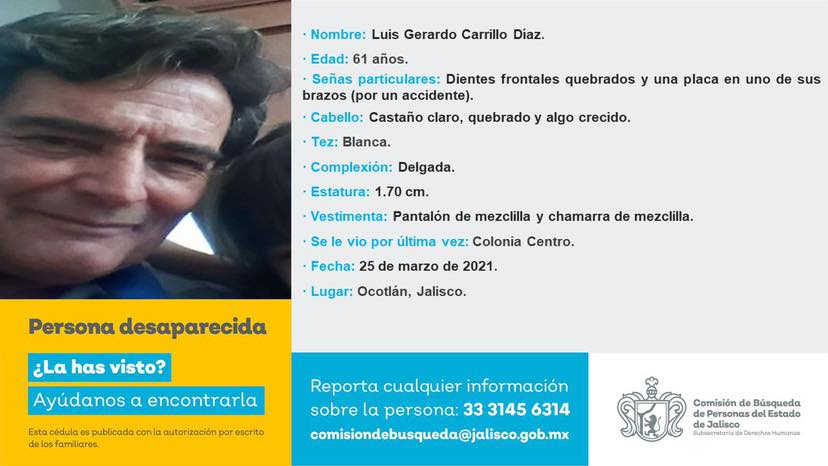 · Nombre: Luis Gerardo Carrillo Díaz.
· Edad: 61 años.
· Señas particulares: Dientes frontales quebrados y una placa en uno de sus
brazos (por un accidente).
· Cabello: Castaño claro, quebrado y algo crecido.
· Tez: Blanca.
· Complexión: Delgada.
· Estatura: 1.70 cm.
· Vestimenta: Pantalón de mezclilla y chamarra de mezclilla.
· Se le vio por última vez: Colonia Centro.
· Fecha: 25 de marzo de 2021.
· Lugar: Ocotlán, Jalisco.
Persona desaparecida
¿La has visto?
Ayúdanos a encontrarla
Esta cédula es publicada con la autorización por escrito
de los familiares.
Reporta cualquier información
sobre la persona: 33 3145 6314
comisiondebusqueda@jalisco.gob.mx
Comisión de Búsqueda
de Personas del Estado
de Jalisco
Subsecretaría de Derechos Humanos